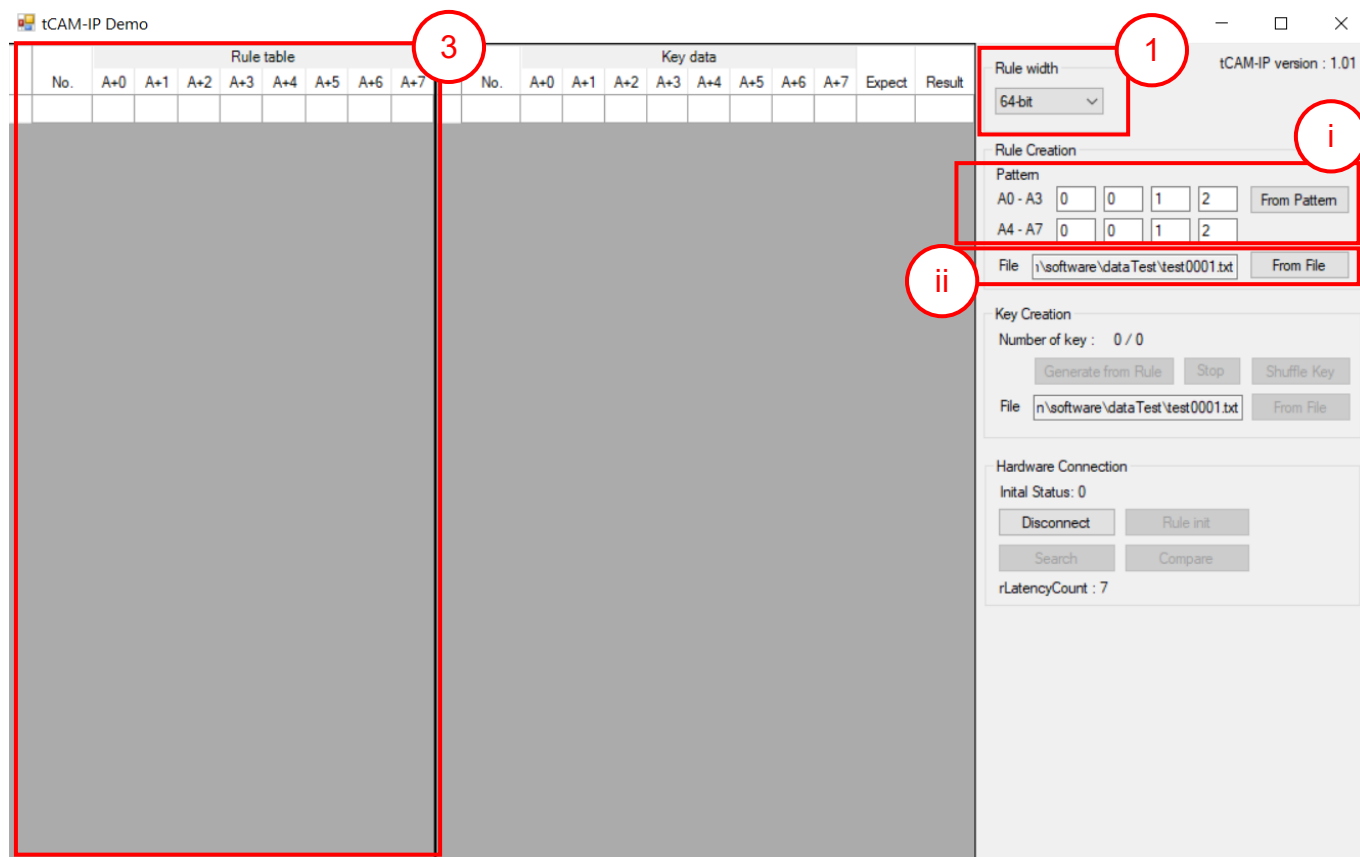 tCAM-IP Demo
3
1
Rule table
Key data
No. A+0 A+1 A+2 A+3 A+4 A+5 A+6 A+7
No. A+0 A+1 A+2 A+3 A+4 A+5 A+6 A+7 Expect Result
Rule width
tCAM-IP version : 1.01
64-bit
i
Rule Creation
Pattern
A0 - A3 0 0 1 2 From Pattern
A4 - A7 0 0 1 2
ii
File \software\dataTest\test0001.txt From File
Key Creation
Number of key : 0 / 0
Generate from Rule Stop Shuffle Key
File n\software\dataTest\test0001.txt From File
Hardware Connection
Inital Status: 0
Disconnect Rule init
Search Compare
rLatencyCount : 7